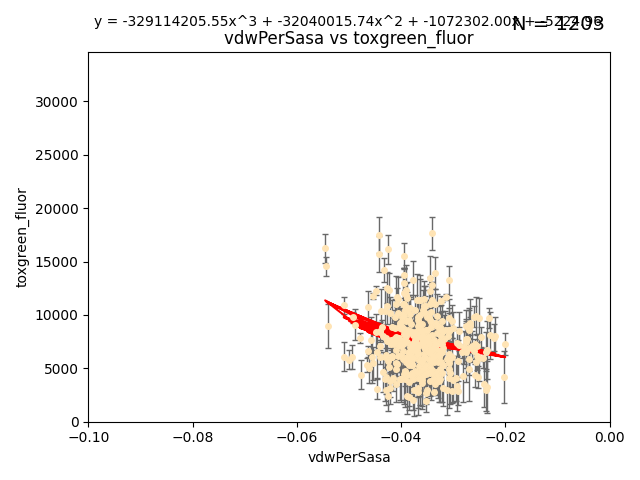 y = -329114205.55x^3 + -32040015.74x^2 + -1072302.00x + -5224.96
N = 1203
vdwPerSasa vs toxgreen_fluor
30000
25000
20000
15000
10000
5000
0
toxgreen_fluor
−0.10
−0.08
−0.06
−0.04
−0.02
0.00
vdwPerSasa